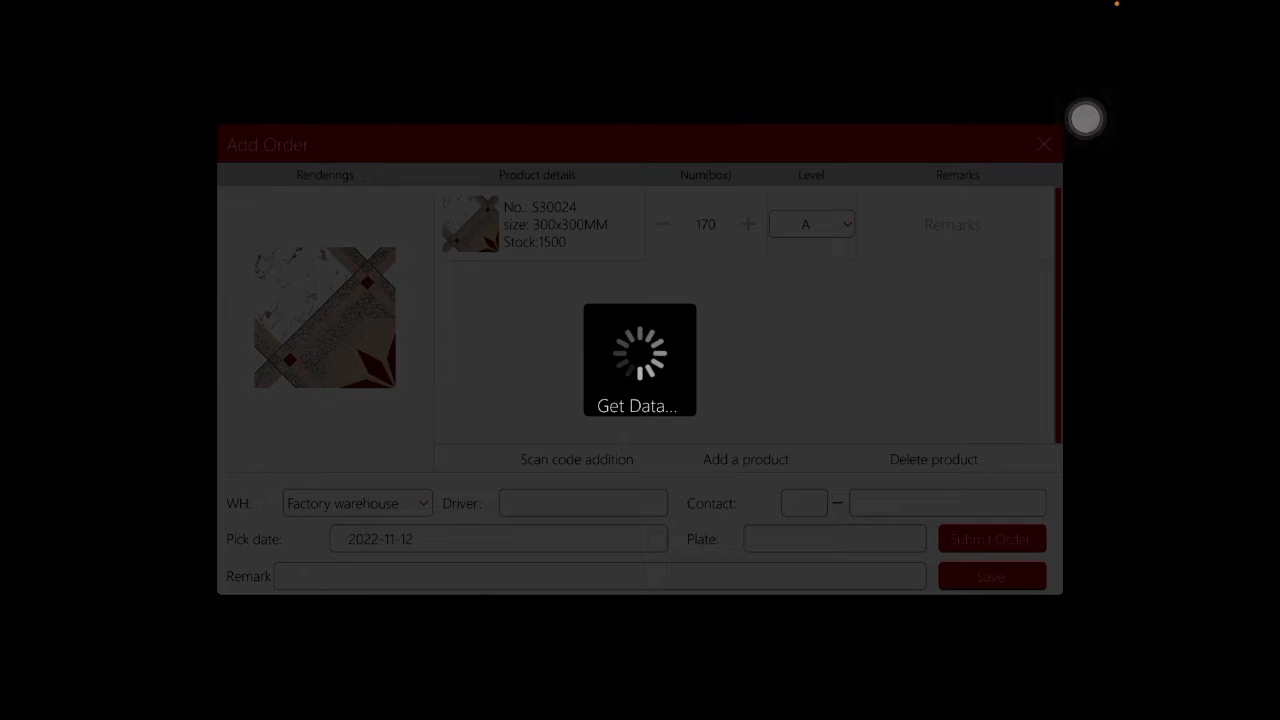 Add Order
Renderings Product details Num(box) Level Remarks
No.: S30024
size: 300x300MM
Stock:1500
170 A Remarks
Get Data...
Scan code addition Add a product Delete product
WH: Factory warehouse Driver: Contact: –
Pick date: 2022-11-12 Plate: Submit Order
Remark Save